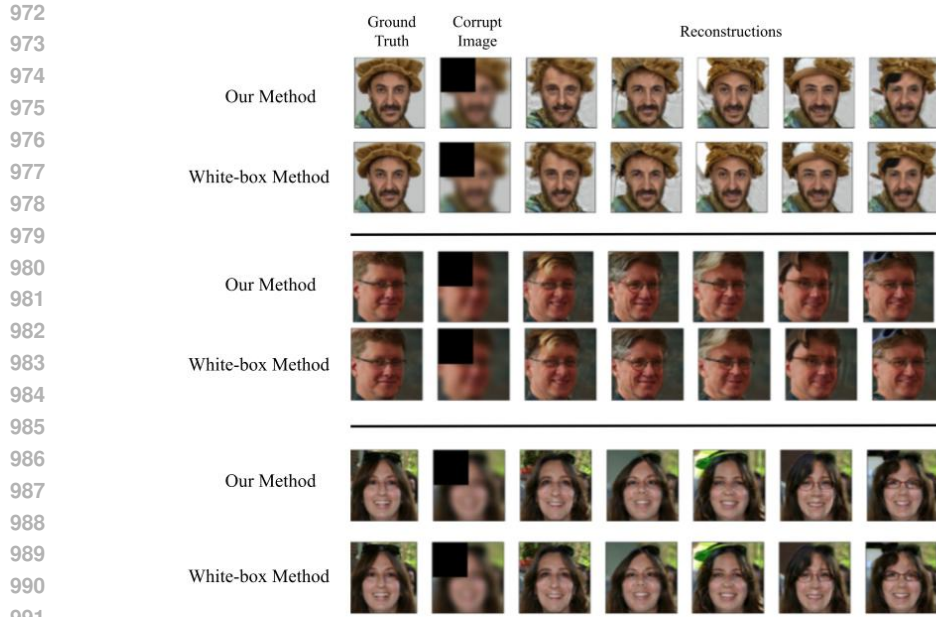 972
973
974
975
976
977
978
979
980
981
982
983
984
985
986
987
988
989
990
991
Ground Truth
Corrupt Image
Reconstructions
Our Method
White-box Method
Our Method
White-box Method
Our Method
White-box Method